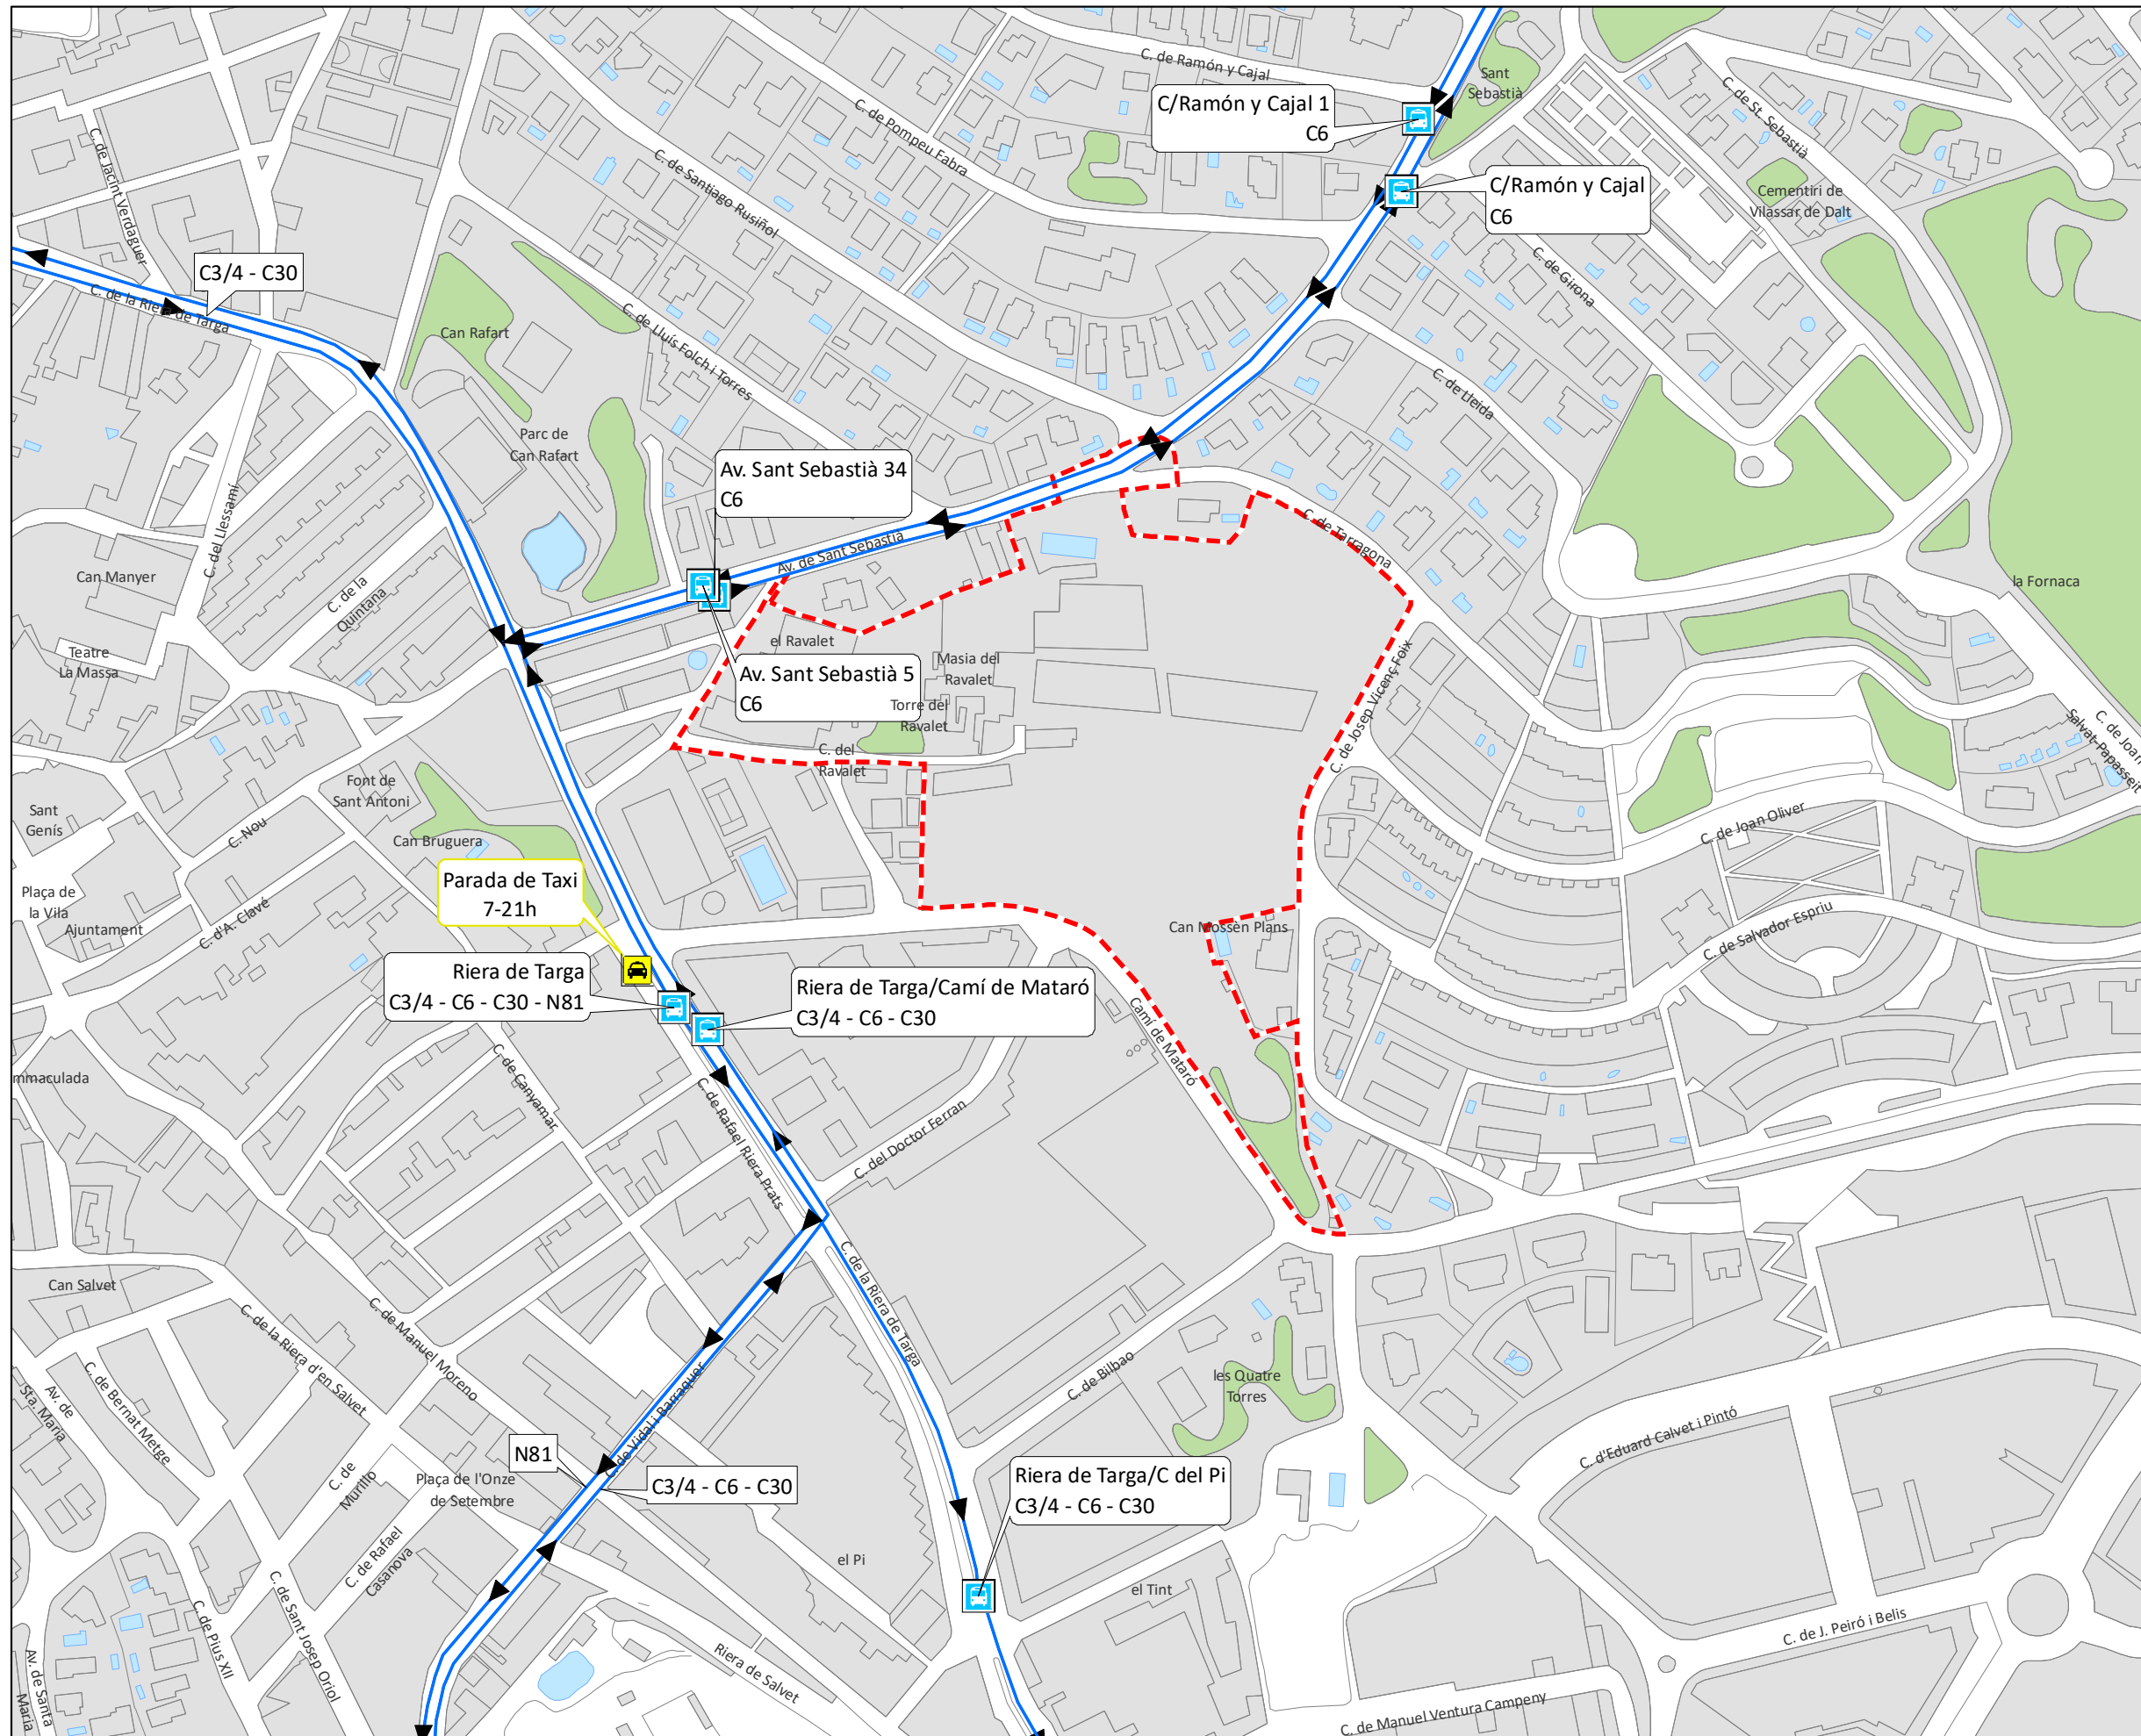 C. de Ramón y Cajal
Sant
Sebastià
C/Ramón y Cajal 1
C6
C. de Pompeu Fabra
C. de St. Sebastià
C. de Jacint Verdaguer
C. de Santiago Rusiñol
C/Ramón y Cajal
C6
Cementiri de
Vilassar de Dalt
C3/4 - C30
C. de la Riera de Targa
C. de Girona
Can Rafart
C. de Lluís Folch i Torres
C. de Lleida
Parc de
Can Rafart
Av. Sant Sebastià 34
C6
C. del Llessamí
C. de Tarragona
Av. de Sant Sebastià
Can Manyer
C. de la
Quintana
la Fornaca
el Ravalet
Teatre
La Massa
Masia del
Ravalet
Av. Sant Sebastià 5
C6
Torre del
Ravalet
C. de Josep Vicenç Foix
C. de Joan
Salvat-Papasseit
C. del
Ravalet
Font de
Sant Antoni
Sant
Genís
C. Nou
Can Bruguera
C. de Joan Oliver
Parada de Taxi
7-21h
Plaça de
la Vila
Ajuntament
C. d'A. Clavé
Can Mossèn Plans
C. de Salvador Espriu
Riera de Targa
C3/4 - C6 - C30 - N81
Riera de Targa/Camí de Mataró
C3/4 - C6 - C30
Camí de Mataró
mmaculada
C. de Canyamar
C. de Rafael Riera Prats
C. del Doctor Ferran
Can Salvet
C. de la Riera d'en Salvet
C. de Manuel Moreno
C. de la Riera de Targa
C. de Bernat Metge
Av. de
Sta. Maria
C. de Bilbao
les Quatre
Torres
C. de Vidal i Barraquer
N81
C3/4 - C6 - C30
C. de
Murillo
Plaça de l'Onze
de Setembre
Riera de Targa/C del Pi
C3/4 - C6 - C30
C. d'Eduard Calvet i Pintó
C. de Rafael
Casanova
el Pi
el Tint
C. de Pius XII
C. de Sant Josep Oriol
C. de J. Peiró i Belis
Av. de Santa
Maria
Riera de Salvet
C. de Manuel Ventura Campeny